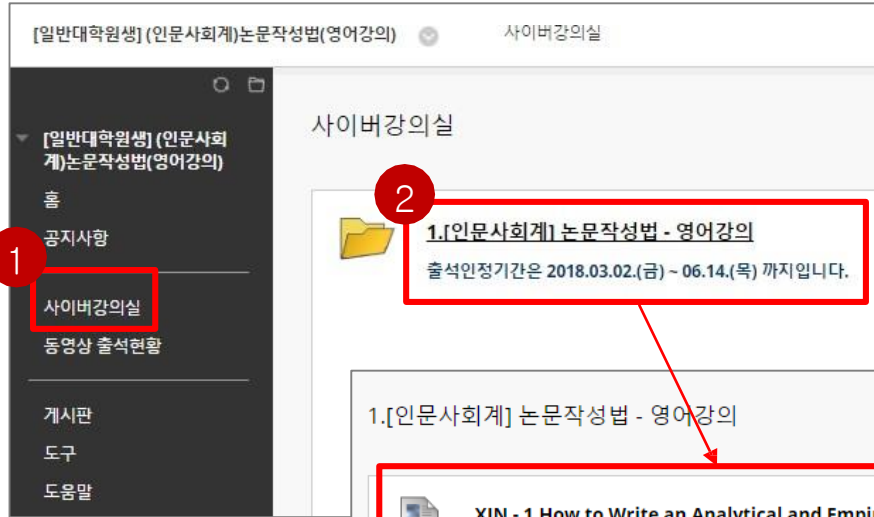 [일반대학원생] (인문사회계)논문작성법(영어강의)
사이버강의실
[일반대학원생] (인문사회
계)논문작성법(영어강의)
홈
공지사항
1
사이버강의실
동영상 출석현황
게시판
도구
도움말
사이버강의실
2
1.[인문사회계] 논문작성법 - 영어강의
출석인정기간은 2018.03.02.(금) ~ 06.14.(목) 까지입니다.
1.[인문사회계] 논문작성법 - 영어강의
XIN - 1 How to Write an Analytical and